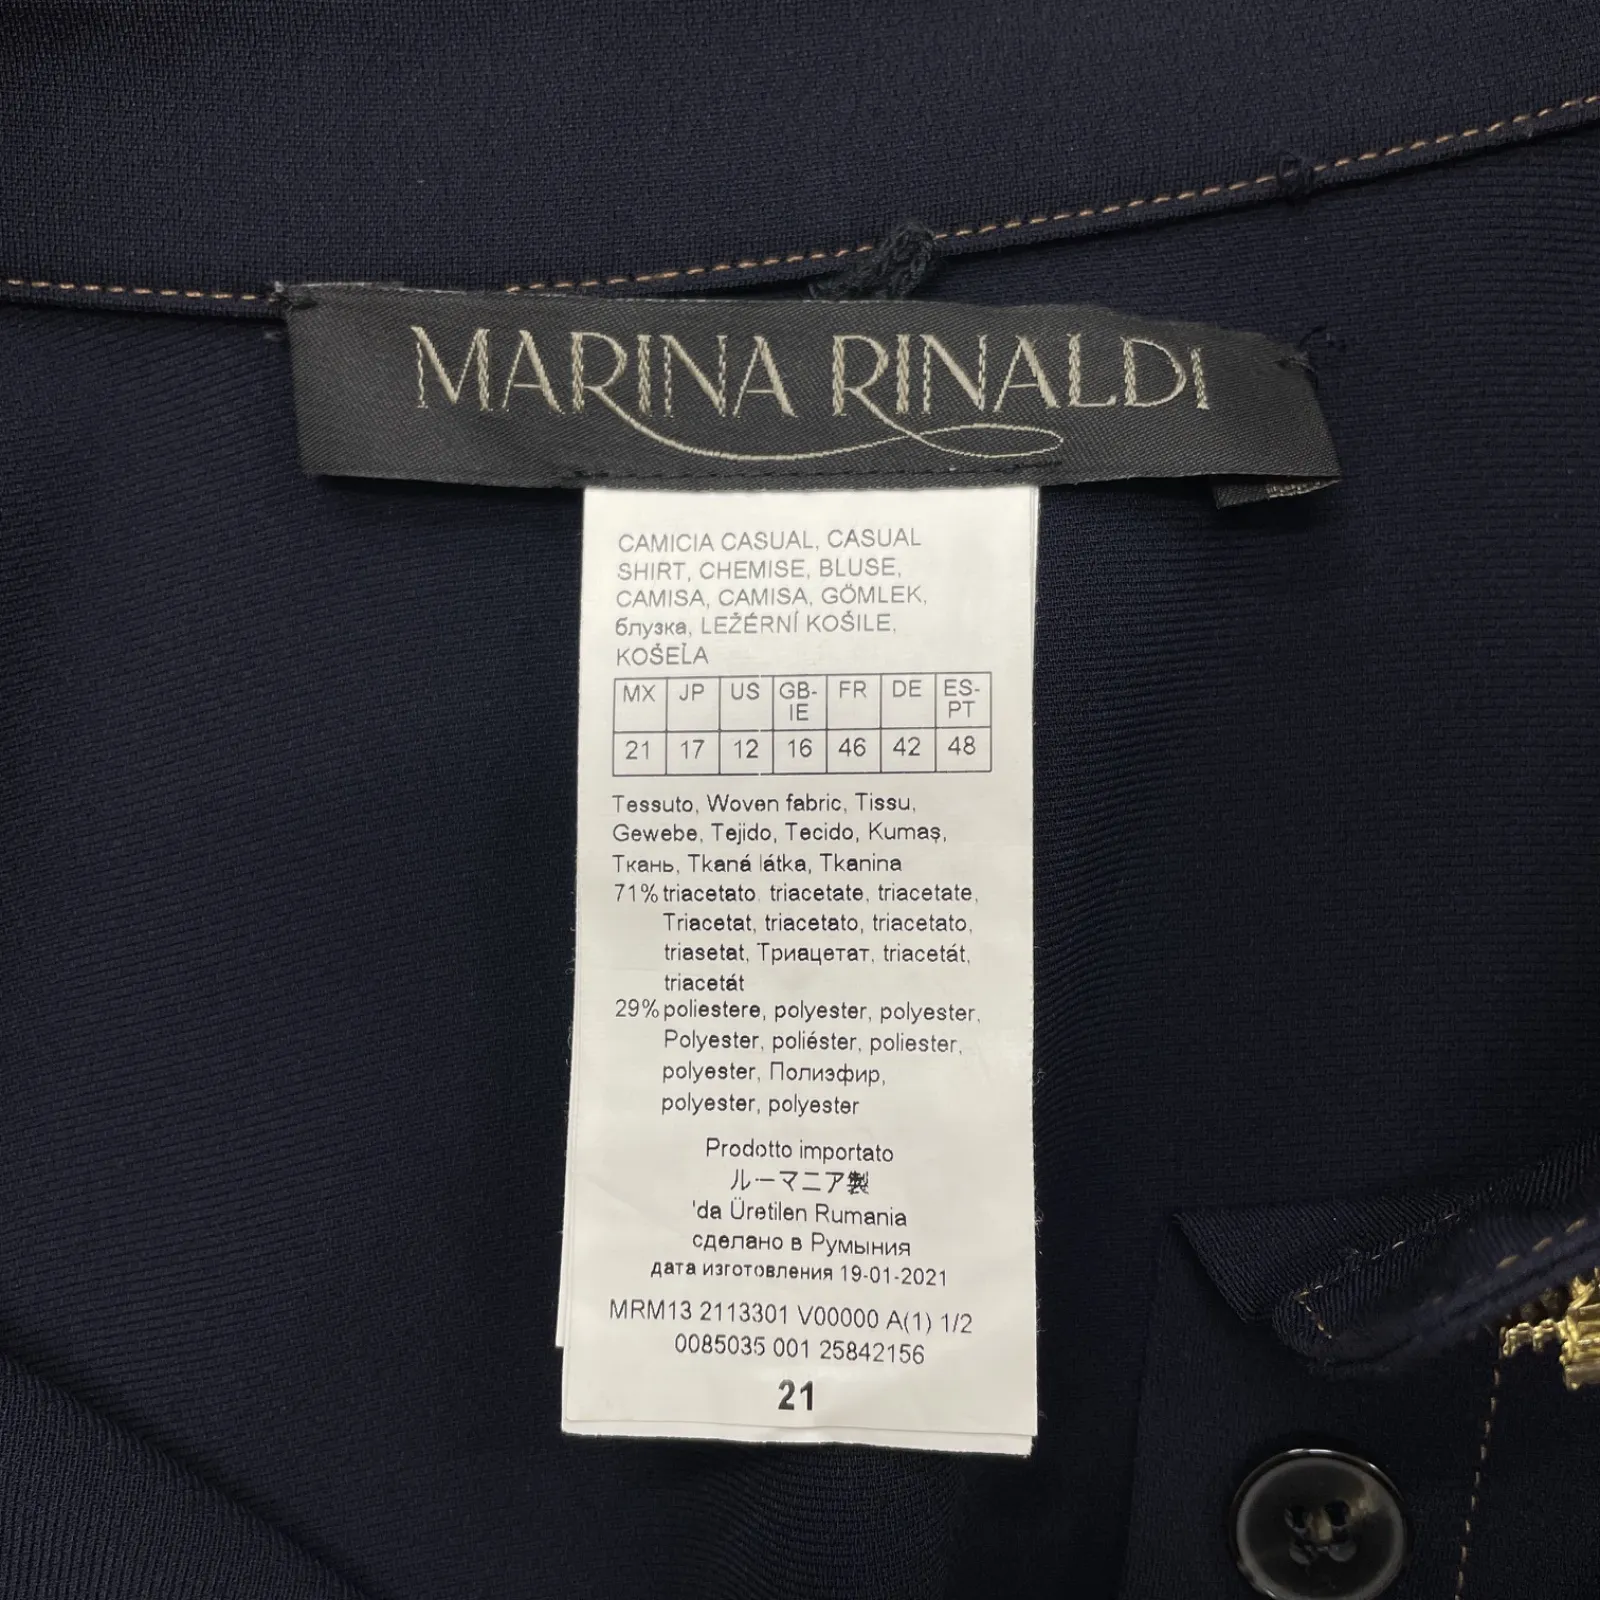 MARINA RINALDI
CAMICIA CASUAL, CASUAL
SHIRT, CHEMISE, BLUSE,
CAMISA, CAMISA, GÖMLEK,
блузка, LEŽÉRNÍ KOŠILE,
KOŠEĽA
MX JP US GB-IE FR DE ES-PT
21 17 12 16 46 42 48
Tessuto, Woven fabric, Tissu,
Gewebe, Tejido, Tecido, Kumaş,
Ткань, Tkaná látka, Tkanina
71% triacetato, triacetate, triacetate,
Triacetat, triacetato, triacetato,
triasetat, Триацетат, triacetát,
triacetát
29% poliestere, polyester, polyester,
Polyester, poliéster, poliester,
polyester, Полиэфир,
polyester, polyester
Prodotto importato
ルーマニア製
'da Üretilen Rumania
сделано в Румыния
дата изготовления 19-01-2021
MRM13 2113301 V00000 A(1) 1/2
0085035 001 25842156
21